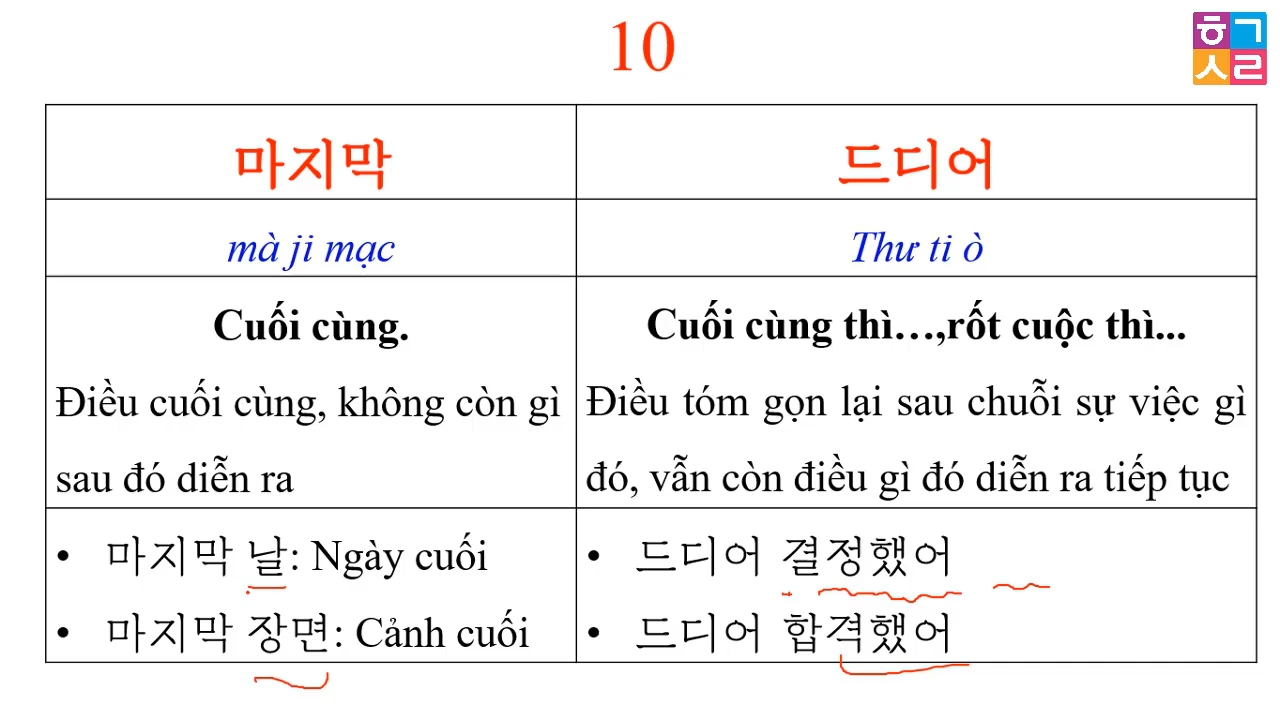 10
ㅎㄱ
ㅅㄹ
마지막
드디어
mà ji mạc
Thư ti ò
Cuối cùng.
Điều cuối cùng, không còn gì
sau đó diễn ra
Cuối cùng thì…,rốt cuộc thì...
Điều tóm gọn lại sau chuỗi sự việc gì
đó, vẫn còn điều gì đó diễn ra tiếp tục
• 마지막 날: Ngày cuối
• 마지막 장면: Cảnh cuối
• 드디어 결정했어
• 드디어 합격했어